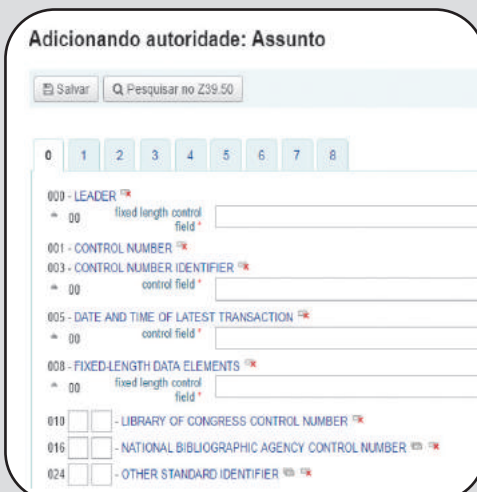 Adicionando autoridade: Assunto
Salvar Pesquisar no Z39.50
0 1 2 3 4 5 6 7 8
000 - LEADER
00 fixed length control
field *
001 - CONTROL NUMBER
003 - CONTROL NUMBER IDENTIFIER
00 control field *
005 - DATE AND TIME OF LATEST TRANSACTION
00 control field *
008 - FIXED-LENGTH DATA ELEMENTS
00 fixed length control
field *
010 - LIBRARY OF CONGRESS CONTROL NUMBER
016 - NATIONAL BIBLIOGRAPHIC AGENCY CONTROL NUMBER
024 - OTHER STANDARD IDENTIFIER